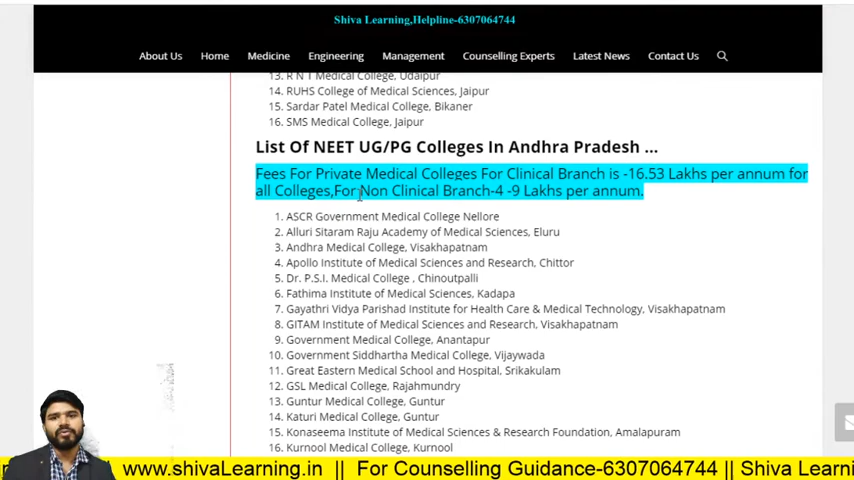 Shiva Learning,Helpline-6307064744
About Us Home Medicine Engineering Management Counselling Experts Latest News Contact Us
13. R N T Medical College, Udaipur
14. RUHS College of Medical Sciences, Jaipur
15. Sardar Patel Medical College, Bikaner
16. SMS Medical College, Jaipur
List Of NEET UG/PG Colleges In Andhra Pradesh ...
Fees For Private Medical Colleges For Clinical Branch is -16.53 Lakhs per annum for
all Colleges,For Non Clinical Branch-4 -9 Lakhs per annum.
1. ASCR Government Medical College Nellore
2. Alluri Sitaram Raju Academy of Medical Sciences, Eluru
3. Andhra Medical College, Visakhapatnam
4. Apollo Institute of Medical Sciences and Research, Chittor
5. Dr. P.S.I. Medical College , Chinoutpalli
6. Fathima Institute of Medical Sciences, Kadapa
7. Gayathri Vidya Parishad Institute for Health Care & Medical Technology, Visakhapatnam
8. GITAM Institute of Medical Sciences and Research, Visakhapatnam
9. Government Medical College, Anantapur
10. Government Siddhartha Medical College, Vijaywada
11. Great Eastern Medical School and Hospital, Srikakulam
12. GSL Medical College, Rajahmundry
13. Guntur Medical College, Guntur
14. Katuri Medical College, Guntur
15. Konaseema Institute of Medical Sciences & Research Foundation, Amalapuram
16. Kurnool Medical College, Kurnool
www.shivaLearning.in || For Counselling Guidance-6307064744 || Shiva Learni